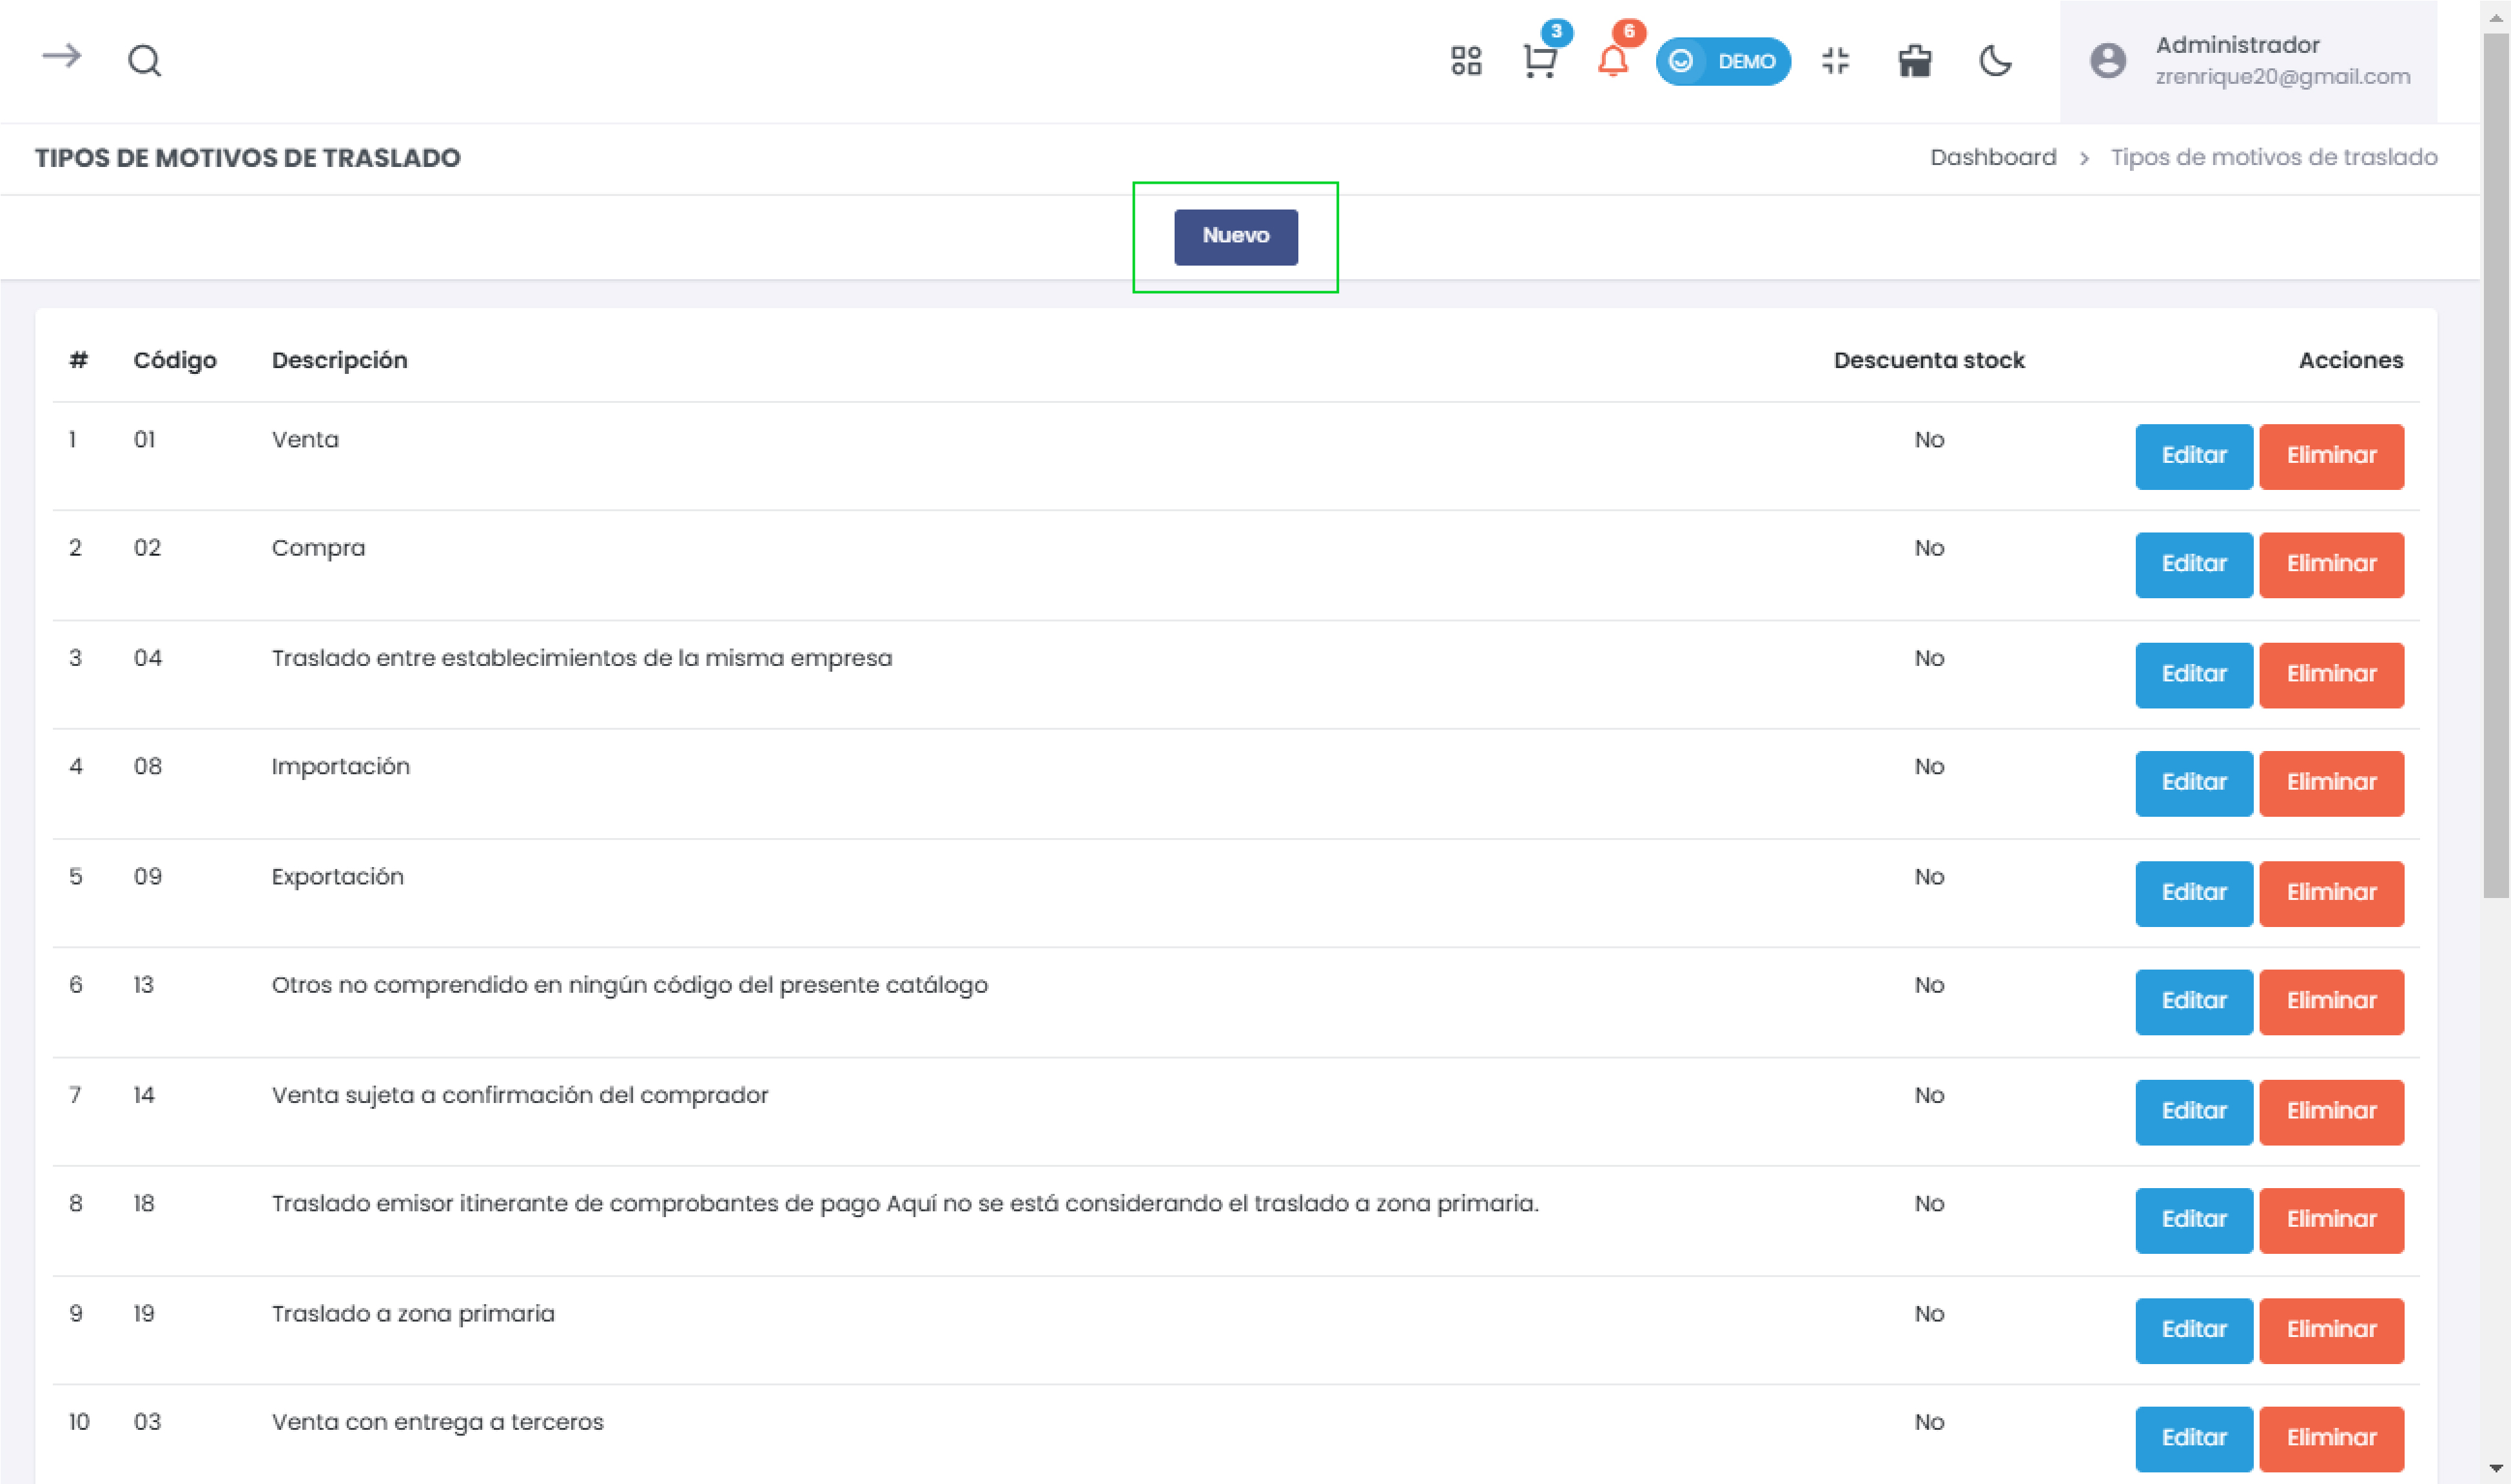 3
6
DEMO
Administrador
zrenrique20@gmail.com
TIPOS DE MOTIVOS DE TRASLADO
Dashboard > Tipos de motivos de traslado
Nuevo
# Código Descripción Descuenta stock Acciones
1 01 Venta No Editar Eliminar
2 02 Compra No Editar Eliminar
3 04 Traslado entre establecimientos de la misma empresa No Editar Eliminar
4 08 Importación No Editar Eliminar
5 09 Exportación No Editar Eliminar
6 13 Otros no comprendido en ningún código del presente catálogo No Editar Eliminar
7 14 Venta sujeta a confirmación del comprador No Editar Eliminar
8 18 Traslado emisor itinerante de comprobantes de pago Aquí no se está considerando el traslado a zona primaria. No Editar Eliminar
9 19 Traslado a zona primaria No Editar Eliminar
10 03 Venta con entrega a terceros No Editar Eliminar